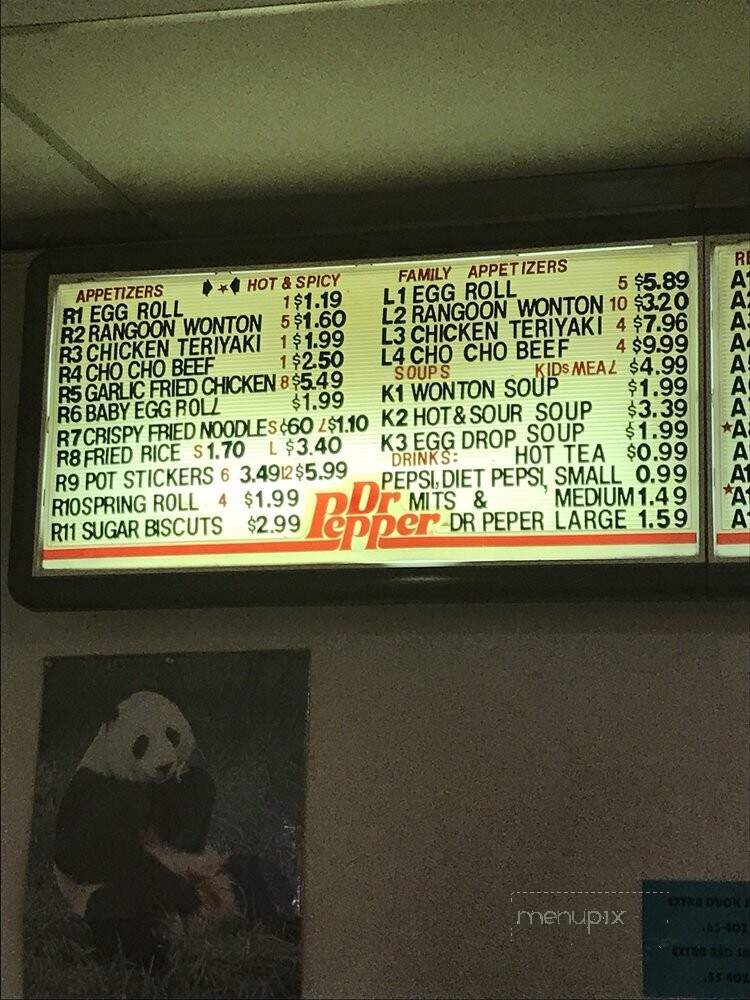 APPETIZERS HOT & SPICY
R1 EGG ROLL 1 $1.19
R2 RANGOON WONTON 5 $1.60
R3 CHICKEN TERIYAKI 1 $1.99
R4 CHO CHO BEEF 1 $2.50
R5 GARLIC FRIED CHICKEN 8 $5.49
R6 BABY EGG ROLL $1.99
R7 CRISPY FRIED NOODLE S ¢60 L $1.10
R8 FRIED RICE S 1.70 L $3.40
R9 POT STICKERS 6 3.49 12 $5.99
R10 SPRING ROLL 4 $1.99
R11 SUGAR BISCUTS $2.99
Dr Pepper
FAMILY APPETIZERS
L1 EGG ROLL 5 $5.89
L2 RANGOON WONTON 10 $3.20
L3 CHICKEN TERIYAKI 4 $7.96
L4 CHO CHO BEEF 4 $9.99
SOUPS KIDS MEAL $4.99
K1 WONTON SOUP $1.99
K2 HOT & SOUR SOUP $3.39
K3 EGG DROP SOUP $1.99
DRINKS: HOT TEA $0.99
PEPSI, DIET PEPSI, SMALL 0.99
MITS & MEDIUM 1.49
DR PEPER LARGE 1.59
menupix